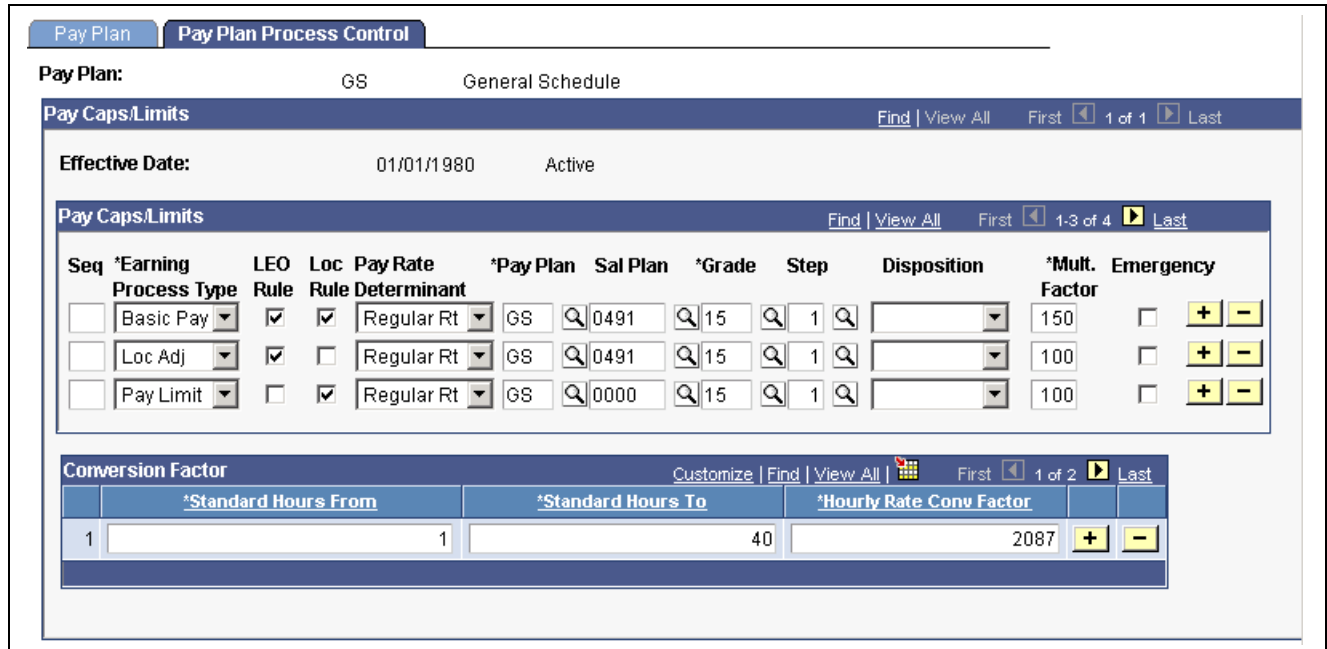 Pay Plan Pay Plan Process Control
Pay Plan: GS General Schedule
Pay Caps/Limits Find | View All First 1 of 1 Last
Effective Date: 01/01/1980 Active
Pay Caps/Limits Find | View All First 1-3 of 4 Last
Seq *Earning LEO Loc Pay Rate *Pay Plan Sal Plan *Grade Step Disposition *Mult. Emergency
Process Type Rule Rule Determinant Factor
Basic Pay Regular Rt GS 0491 15 1 150 + -
Loc Adj Regular Rt GS 0491 15 1 100 + -
Pay Limit Regular Rt GS 0000 15 1 100 + -
Conversion Factor Customize | Find | View All | First 1 of 2 Last
*Standard Hours From *Standard Hours To *Hourly Rate Conv Factor
1 1 40 2087 + -